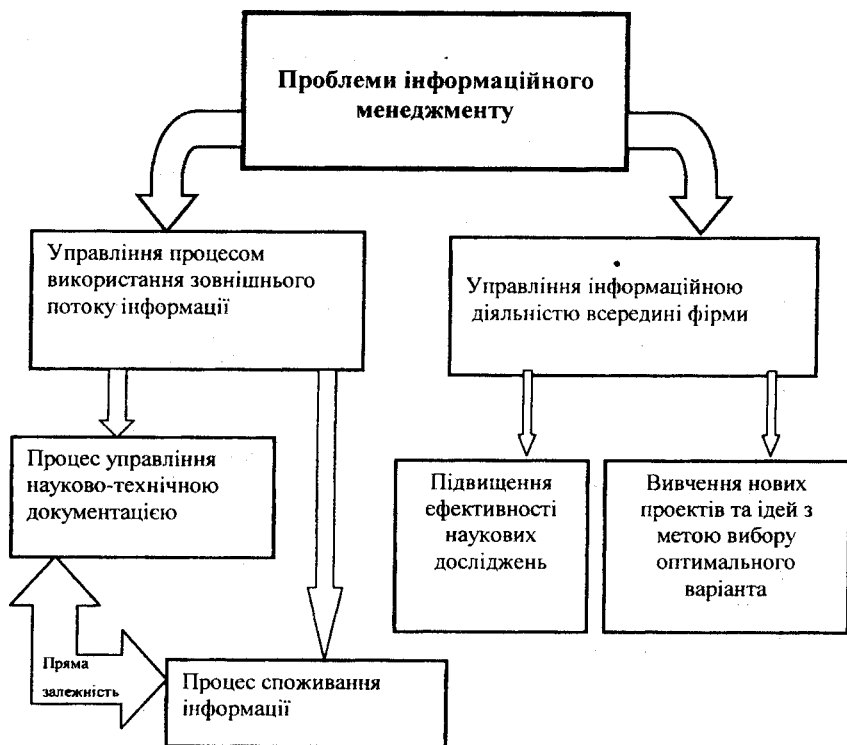 Проблеми інформаційного
менеджменту
Управління процесом
використання зовнішнього
потоку інформації
Управління інформаційною
діяльністю всередині фірми
Процес управління
науково-технічною
документацією
Підвищення
ефективності
наукових
досліджень
Вивчення нових
проектів та ідей з
метою вибору
оптимального
варіанта
Пряма
залежність
Процес споживання
інформації